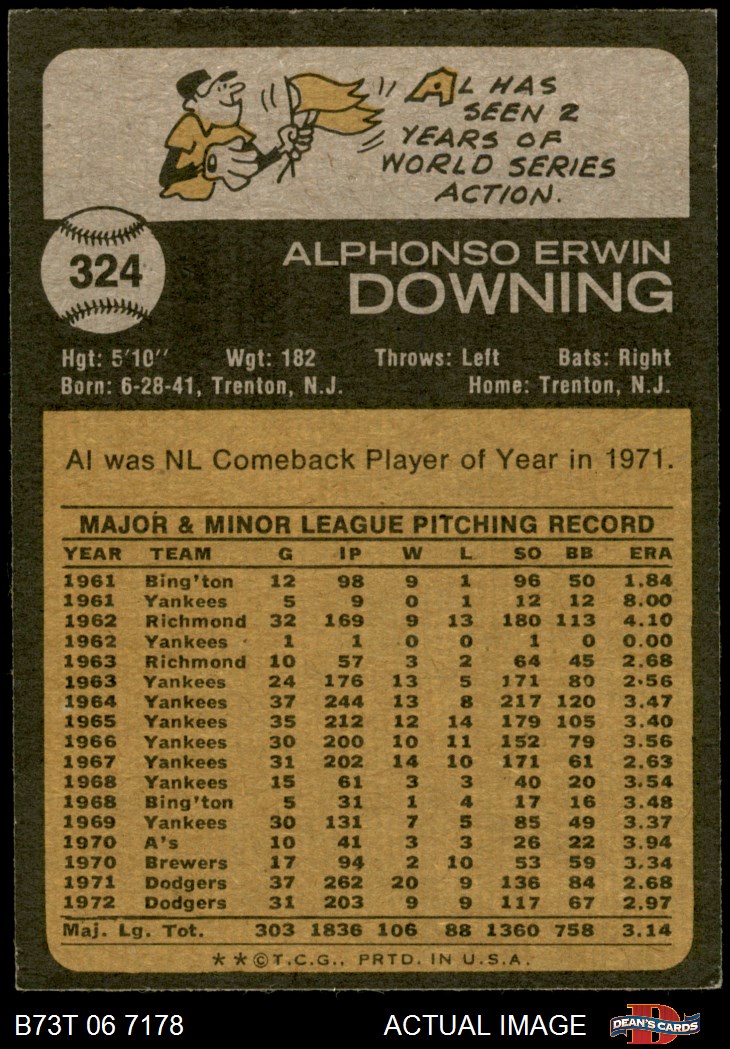 AL HAS
SEEN 2
YEARS OF
WORLD SERIES
ACTION.
324
ALPHONSO ERWIN
DOWNING
Hgt: 5'10" Wgt: 182 Throws: Left Bats: Right
Born: 6-28-41, Trenton, N.J. Home: Trenton, N.J.
Al was NL Comeback Player of Year in 1971.
MAJOR & MINOR LEAGUE PITCHING RECORD
YEAR TEAM G IP W L SO BB ERA
1961 Bing'ton 12 98 9 1 96 50 1.84
1961 Yankees 5 9 0 1 12 12 8.00
1962 Richmond 32 169 9 13 180 113 4.10
1962 Yankees 1 1 0 0 1 0 0.00
1963 Richmond 10 57 3 2 64 45 2.68
1963 Yankees 24 176 13 5 171 80 2.56
1964 Yankees 37 244 13 8 217 120 3.47
1965 Yankees 35 212 12 14 179 105 3.40
1966 Yankees 30 200 10 11 152 79 3.56
1967 Yankees 31 202 14 10 171 61 2.63
1968 Yankees 15 61 3 3 40 20 3.54
1968 Bing'ton 5 31 1 4 17 16 3.48
1969 Yankees 30 131 7 5 85 49 3.37
1970 A's 10 41 3 3 26 22 3.94
1970 Brewers 17 94 2 10 53 59 3.34
1971 Dodgers 37 262 20 9 136 84 2.68
1972 Dodgers 31 203 9 9 117 67 2.97
Maj. Lg. Tot. 303 1836 106 88 1360 758 3.14
**©T.C.G., PRTD. IN U.S.A.
B73T 06 7178 ACTUAL IMAGE DEAN'S CARDS